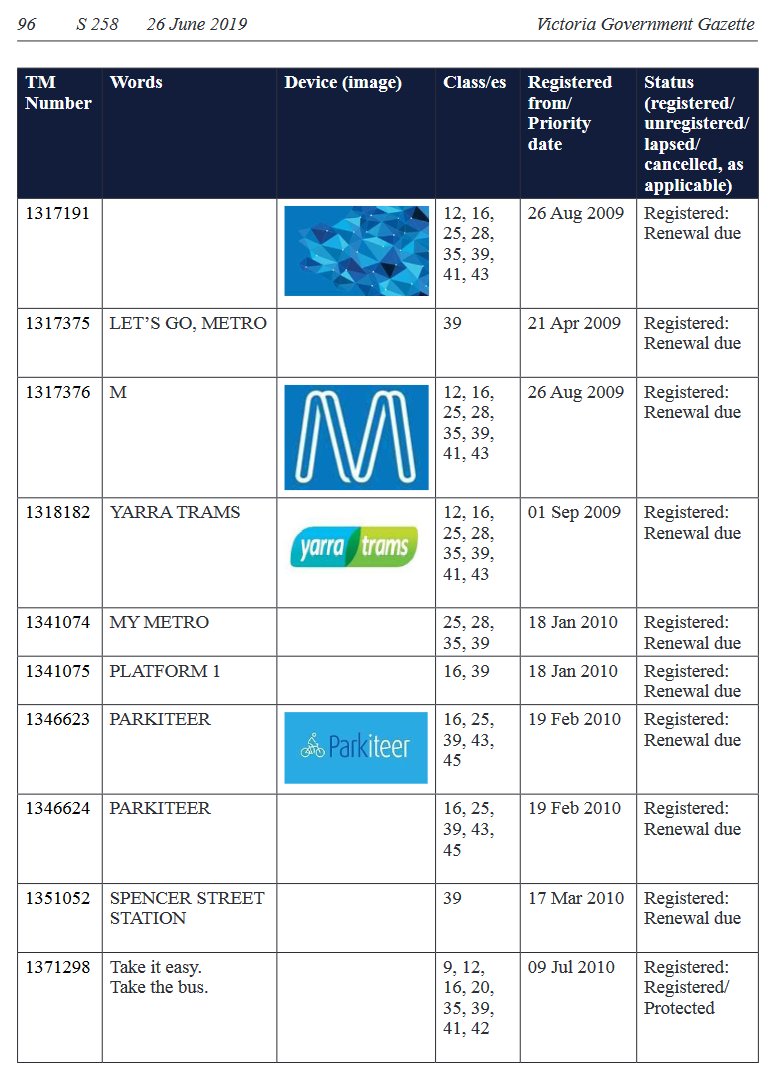 96 S 258 26 June 2019 Victoria Government Gazette
TM Number Words Device (image) Class/es Registered from/ Priority date Status (registered/ unregistered/ lapsed/ cancelled, as applicable)
1317191 12, 16, 25, 28, 35, 39, 41, 43 26 Aug 2009 Registered: Renewal due
1317375 LET’S GO, METRO 39 21 Apr 2009 Registered: Renewal due
1317376 M M 12, 16, 25, 28, 35, 39, 41, 43 26 Aug 2009 Registered: Renewal due
1318182 YARRA TRAMS yarra trams 12, 16, 25, 28, 35, 39, 41, 43 01 Sep 2009 Registered: Renewal due
1341074 MY METRO 25, 28, 35, 39 18 Jan 2010 Registered: Renewal due
1341075 PLATFORM 1 16, 39 18 Jan 2010 Registered: Renewal due
1346623 PARKITEER Parkiteer 16, 25, 39, 43, 45 19 Feb 2010 Registered: Renewal due
1346624 PARKITEER 16, 25, 39, 43, 45 19 Feb 2010 Registered: Renewal due
1351052 SPENCER STREET STATION 39 17 Mar 2010 Registered: Renewal due
1371298 Take it easy. Take the bus. 9, 12, 16, 20, 35, 39, 41, 42 09 Jul 2010 Registered: Registered/ Protected